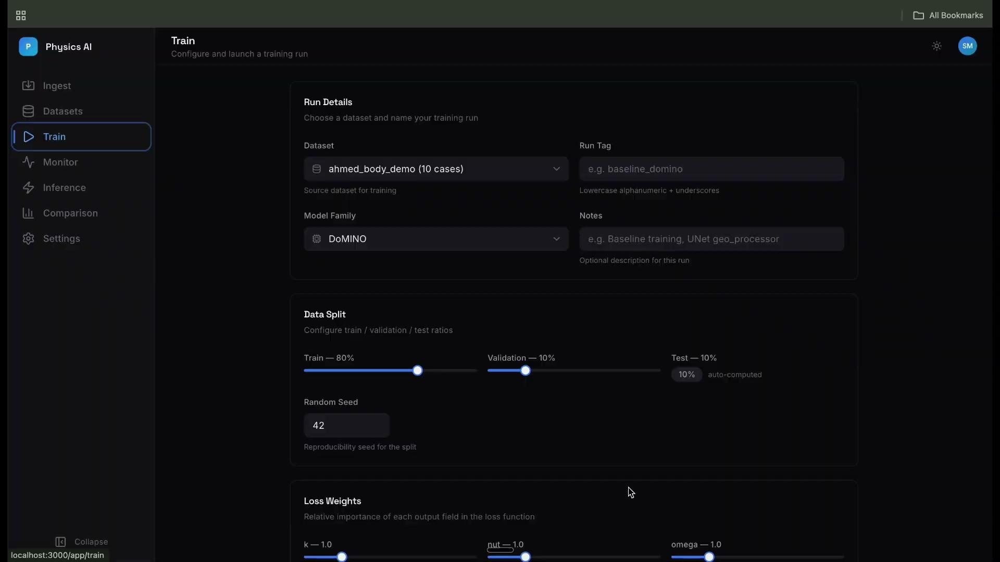 All Bookmarks
P
Physics AI
Ingest
Datasets
Train
Monitor
Inference
Comparison
Settings
Collapse
localhost:3000/app/train
Train
Configure and launch a training run
SM
Run Details
Choose a dataset and name your training run
Dataset
ahmed_body_demo (10 cases)
Source dataset for training
Run Tag
e.g. baseline_domino
Lowercase alphanumeric + underscores
Model Family
DoMINO
Notes
e.g. Baseline training, UNet geo_processor
Optional description for this run
Data Split
Configure train / validation / test ratios
Train — 80%
Validation — 10%
Test — 10%
10% auto-computed
Random Seed
42
Reproducibility seed for the split
Loss Weights
Relative importance of each output field in the loss function
k — 1.0
nut — 1.0
omega — 1.0